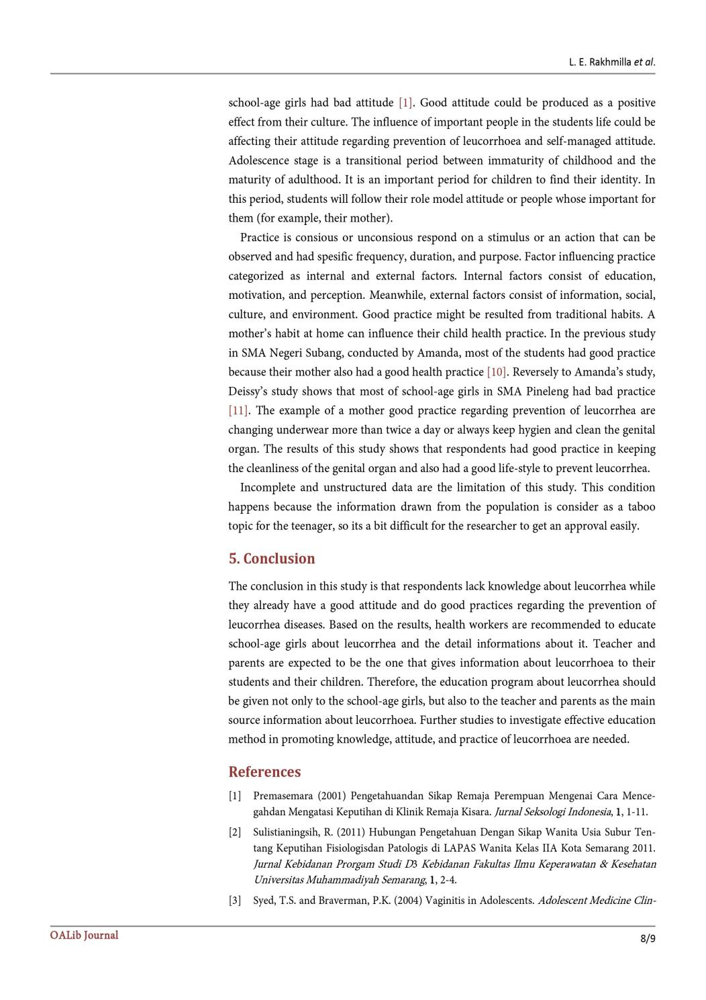 L. E. Rakhmilla et al.
school-age girls had bad attitude [1]. Good attitude could be produced as a positive
effect from their culture. The influence of important people in the students life could be
affecting their attitude regarding prevention of leucorrhoea and self-managed attitude.
Adolescence stage is a transitional period between immaturity of childhood and the
maturity of adulthood. It is an important period for children to find their identity. In
this period, students will follow their role model attitude or people whose important for
them (for example, their mother).
Practice is consious or unconsious respond on a stimulus or an action that can be
observed and had spesific frequency, duration, and purpose. Factor influencing practice
categorized as internal and external factors. Internal factors consist of education,
motivation, and perception. Meanwhile, external factors consist of information, social,
culture, and environment. Good practice might be resulted from traditional habits. A
mother’s habit at home can influence their child health practice. In the previous study
in SMA Negeri Subang, conducted by Amanda, most of the students had good practice
because their mother also had a good health practice [10]. Reversely to Amanda’s study,
Deissy’s study shows that most of school-age girls in SMA Pineleng had bad practice
[11]. The example of a mother good practice regarding prevention of leucorrhea are
changing underwear more than twice a day or always keep hygien and clean the genital
organ. The results of this study shows that respondents had good practice in keeping
the cleanliness of the genital organ and also had a good life-style to prevent leucorrhea.
Incomplete and unstructured data are the limitation of this study. This condition
happens because the information drawn from the population is consider as a taboo
topic for the teenager, so its a bit difficult for the researcher to get an approval easily.
5. Conclusion
The conclusion in this study is that respondents lack knowledge about leucorrhea while
they already have a good attitude and do good practices regarding the prevention of
leucorrhea diseases. Based on the results, health workers are recommended to educate
school-age girls about leucorrhea and the detail informations about it. Teacher and
parents are expected to be the one that gives information about leucorrhoea to their
students and their children. Therefore, the education program about leucorrhea should
be given not only to the school-age girls, but also to the teacher and parents as the main
source information about leucorrhoea. Further studies to investigate effective education
method in promoting knowledge, attitude, and practice of leucorrhoea are needed.
References
[1] Premasemara (2001) Pengetahuandan Sikap Remaja Perempuan Mengenai Cara Mence-
gahdan Mengatasi Keputihan di Klinik Remaja Kisara. Jurnal Seksologi Indonesia, 1, 1-11.
[2] Sulistianingsih, R. (2011) Hubungan Pengetahuan Dengan Sikap Wanita Usia Subur Ten-
tang Keputihan Fisiologisdan Patologis di LAPAS Wanita Kelas IIA Kota Semarang 2011.
Jurnal Kebidanan Prorgam Studi D3 Kebidanan Fakultas Ilmu Keperawatan & Kesehatan
Universitas Muhammadiyah Semarang, 1, 2-4.
[3] Syed, T.S. and Braverman, P.K. (2004) Vaginitis in Adolescents. Adolescent Medicine Clin-
OALib Journal
8/9